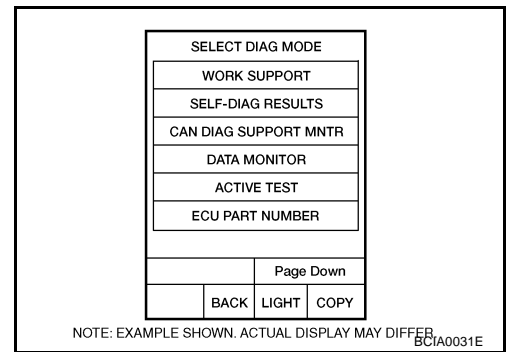 SELECT DIAG MODE
WORK SUPPORT
SELF-DIAG RESULTS
CAN DIAG SUPPORT MNTR
DATA MONITOR
ACTIVE TEST
ECU PART NUMBER
Page Down
BACK LIGHT COPY
NOTE: EXAMPLE SHOWN. ACTUAL DISPLAY MAY DIFFER.
BCIA0031E